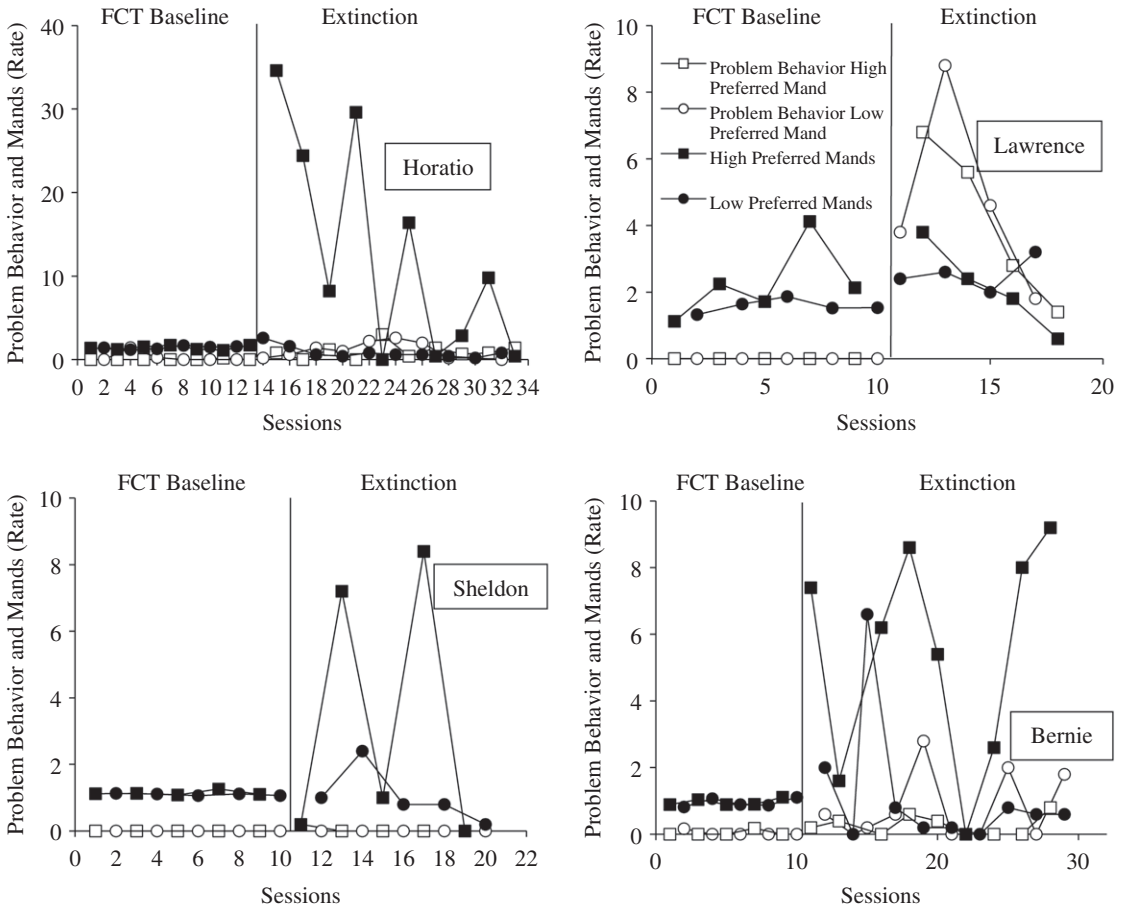 FCT Baseline
Extinction
Problem Behavior and Mands (Rate)
40
30
20
10
0
Horatio
0 2 4 6 8 10 12 14 16 18 20 22 24 26 28 30 32 34
Sessions
FCT Baseline
Extinction
Problem Behavior and Mands (Rate)
10
8
6
4
2
0
Problem Behavior High
Preferred Mand
Problem Behavior Low
Preferred Mand
High Preferred Mands
Low Preferred Mands
Lawrence
0 5 10 15 20
Sessions
FCT Baseline
Extinction
Problem Behavior and Mands (Rate)
10
8
6
4
2
0
Sheldon
0 2 4 6 8 10 12 14 16 18 20 22
Sessions
FCT Baseline
Extinction
Problem Behavior and Mands (Rate)
10
8
6
4
2
0
Bernie
0 10 20 30
Sessions